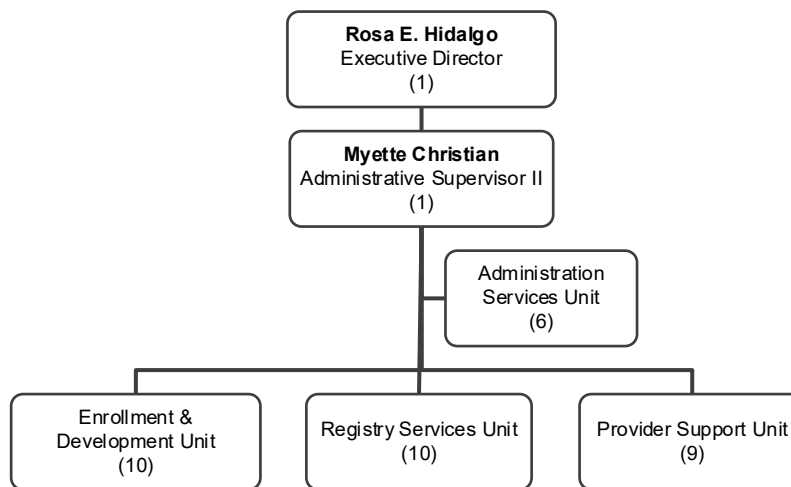 Rosa E. Hidalgo
Executive Director
(1)
Myette Christian
Administrative Supervisor II
(1)
Administration
Services Unit
(6)
Enrollment &
Development Unit
(10)
Registry Services Unit
(10)
Provider Support Unit
(9)